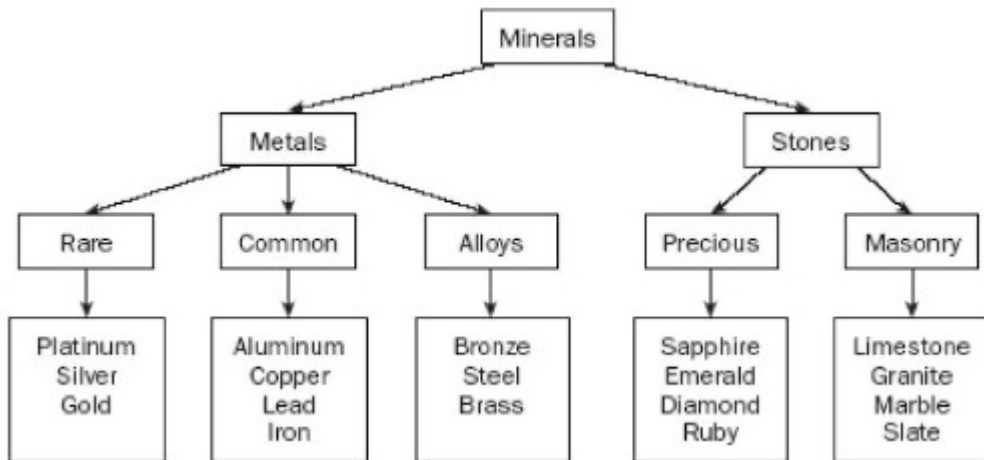 Minerals
Metals
Stones
Rare
Common
Alloys
Precious
Masonry
Platinum
Silver
Gold
Aluminum
Copper
Lead
Iron
Bronze
Steel
Brass
Sapphire
Emerald
Diamond
Ruby
Limestone
Granite
Marble
Slate